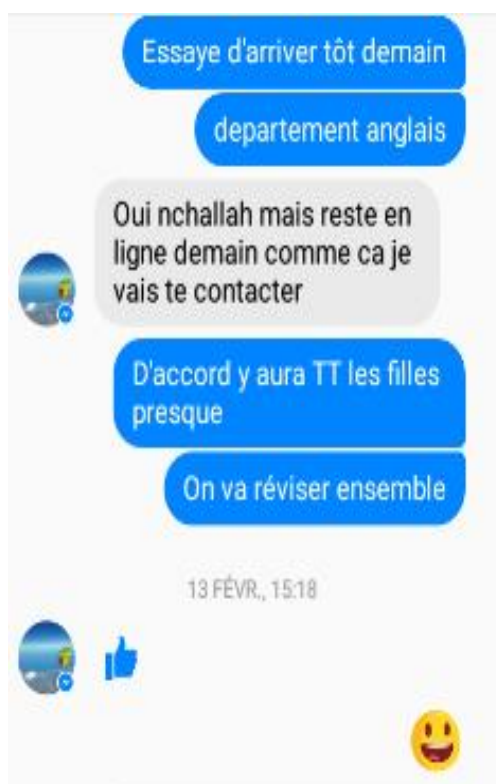 Essaye d'arriver tôt demain
departement anglais
Oui nchallah mais reste en
ligne demain comme ca je
vais te contacter
D'accord y aura TT les filles
presque
On va réviser ensemble
13 FÉVR., 15:18